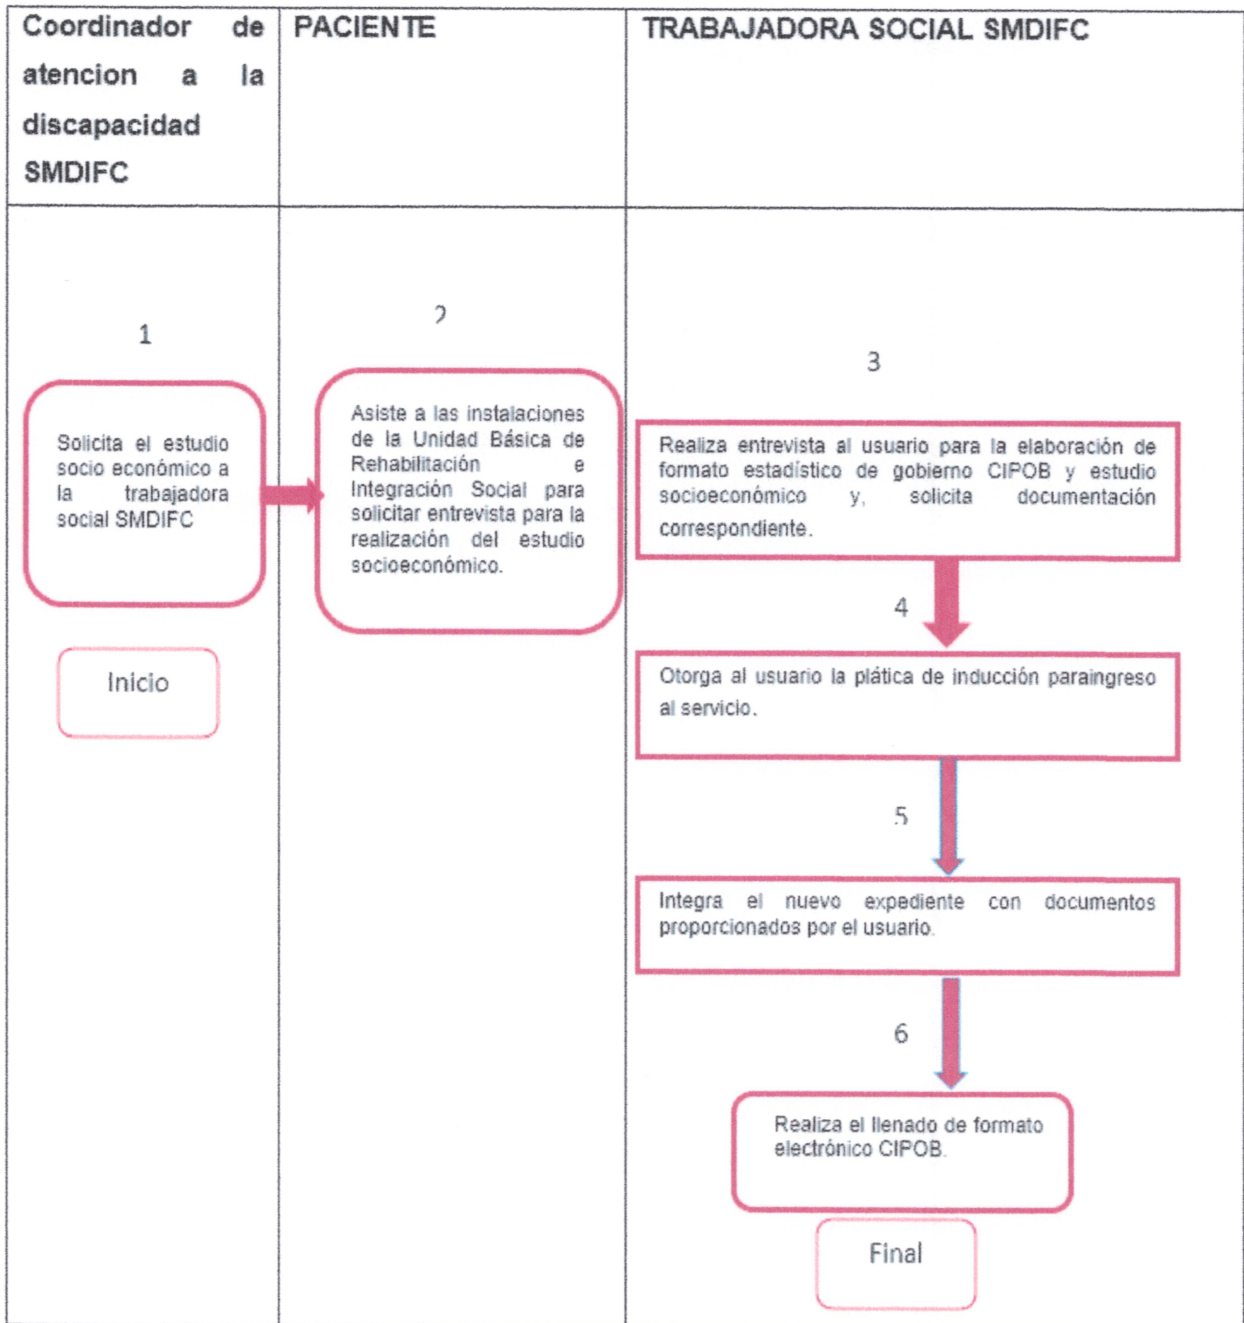 Coordinador de
atencion a la
discapacidad
SMDIFC
PACIENTE
TRABAJADORA SOCIAL SMDIFC
1
Solicita el estudio
socio económico a
la trabajadora
social SMDIFC
Inicio
2
Asiste a las instalaciones
de la Unidad Básica de
Rehabilitación e
Integración Social para
solicitar entrevista para la
realización del estudio
socioeconómico.
3
Realiza entrevista al usuario para la elaboración de
formato estadístico de gobierno CIPOB y estudio
socioeconómico y, solicita documentación
correspondiente.
4
Otorga al usuario la plática de inducción paraingreso
al servicio.
5
Integra el nuevo expediente con documentos
proporcionados por el usuario.
6
Realiza el llenado de formato
electrónico CIPOB.
Final